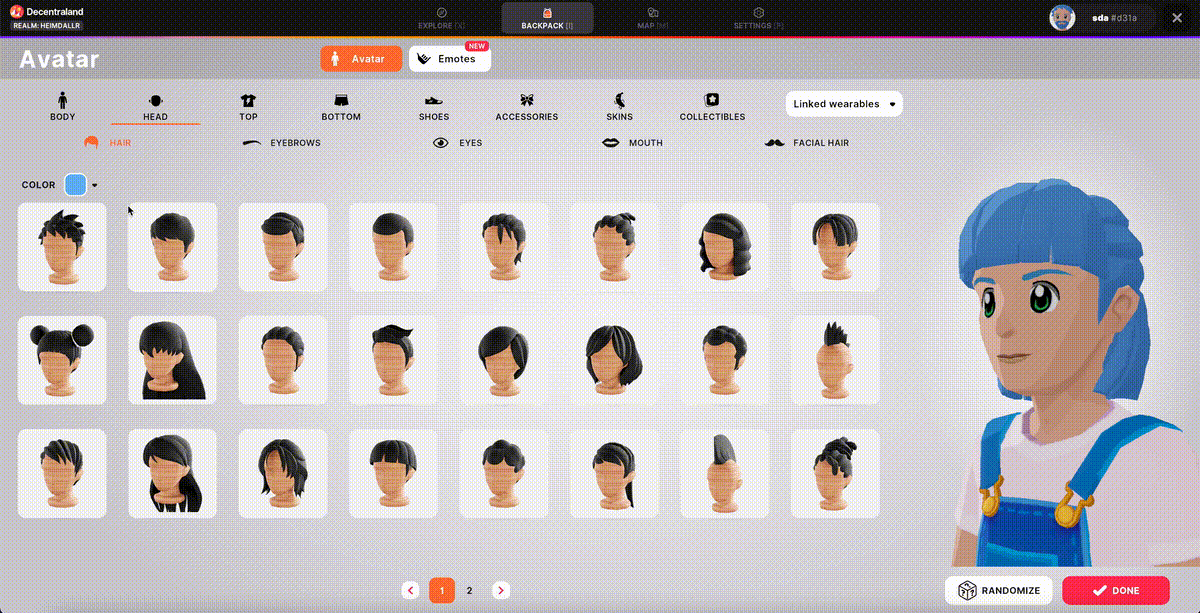 Decentraland
REALM: HEIMDALLR
EXPLORE [X]
BACKPACK [I]
MAP [M]
SETTINGS [P]
sda #d31a
Avatar
Avatar
Emotes
NEW
BODY
HEAD
TOP
BOTTOM
SHOES
ACCESSORIES
SKINS
COLLECTIBLES
Linked wearables
HAIR
EYEBROWS
EYES
MOUTH
FACIAL HAIR
COLOR
1
2
RANDOMIZE
DONE